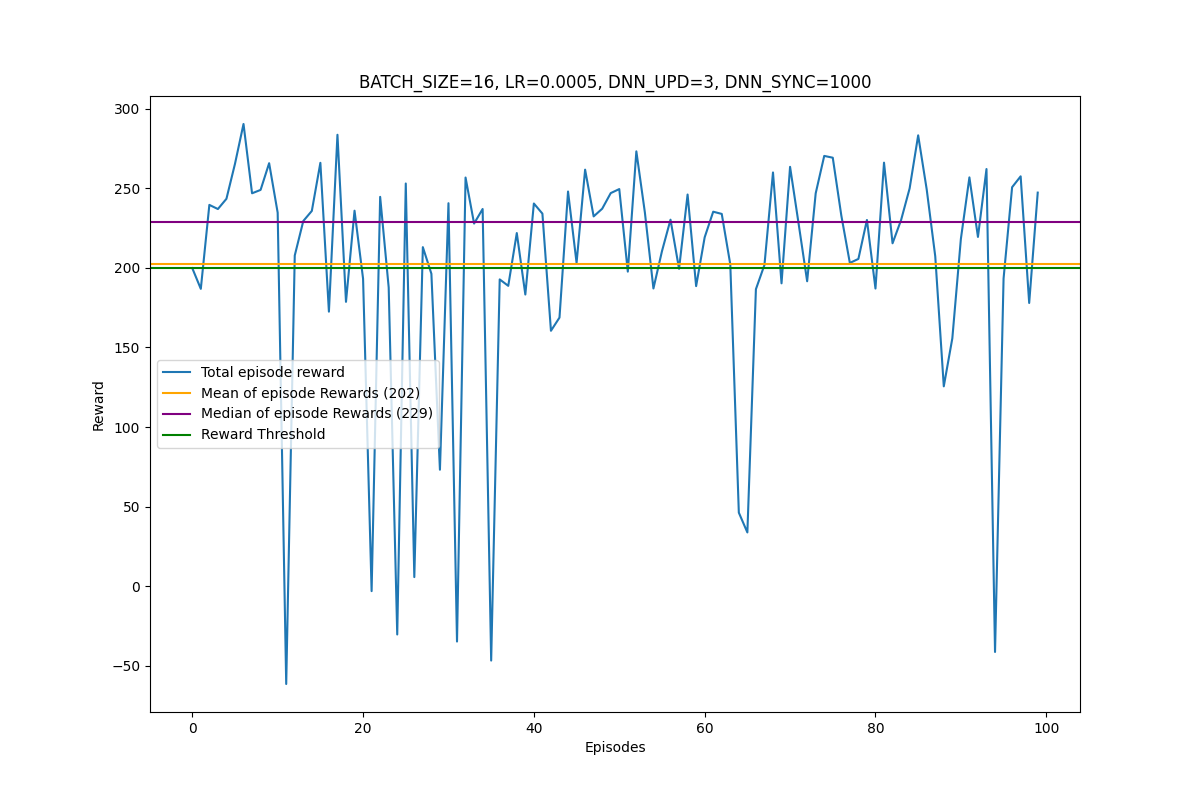 BATCH_SIZE=16, LR=0.0005, DNN_UPD=3, DNN_SYNC=1000
300
250
200
150
100
50
0
−50
Reward
Total episode reward
Mean of episode Rewards (202)
Median of episode Rewards (229)
Reward Threshold
0 20 40 60 80 100
Episodes